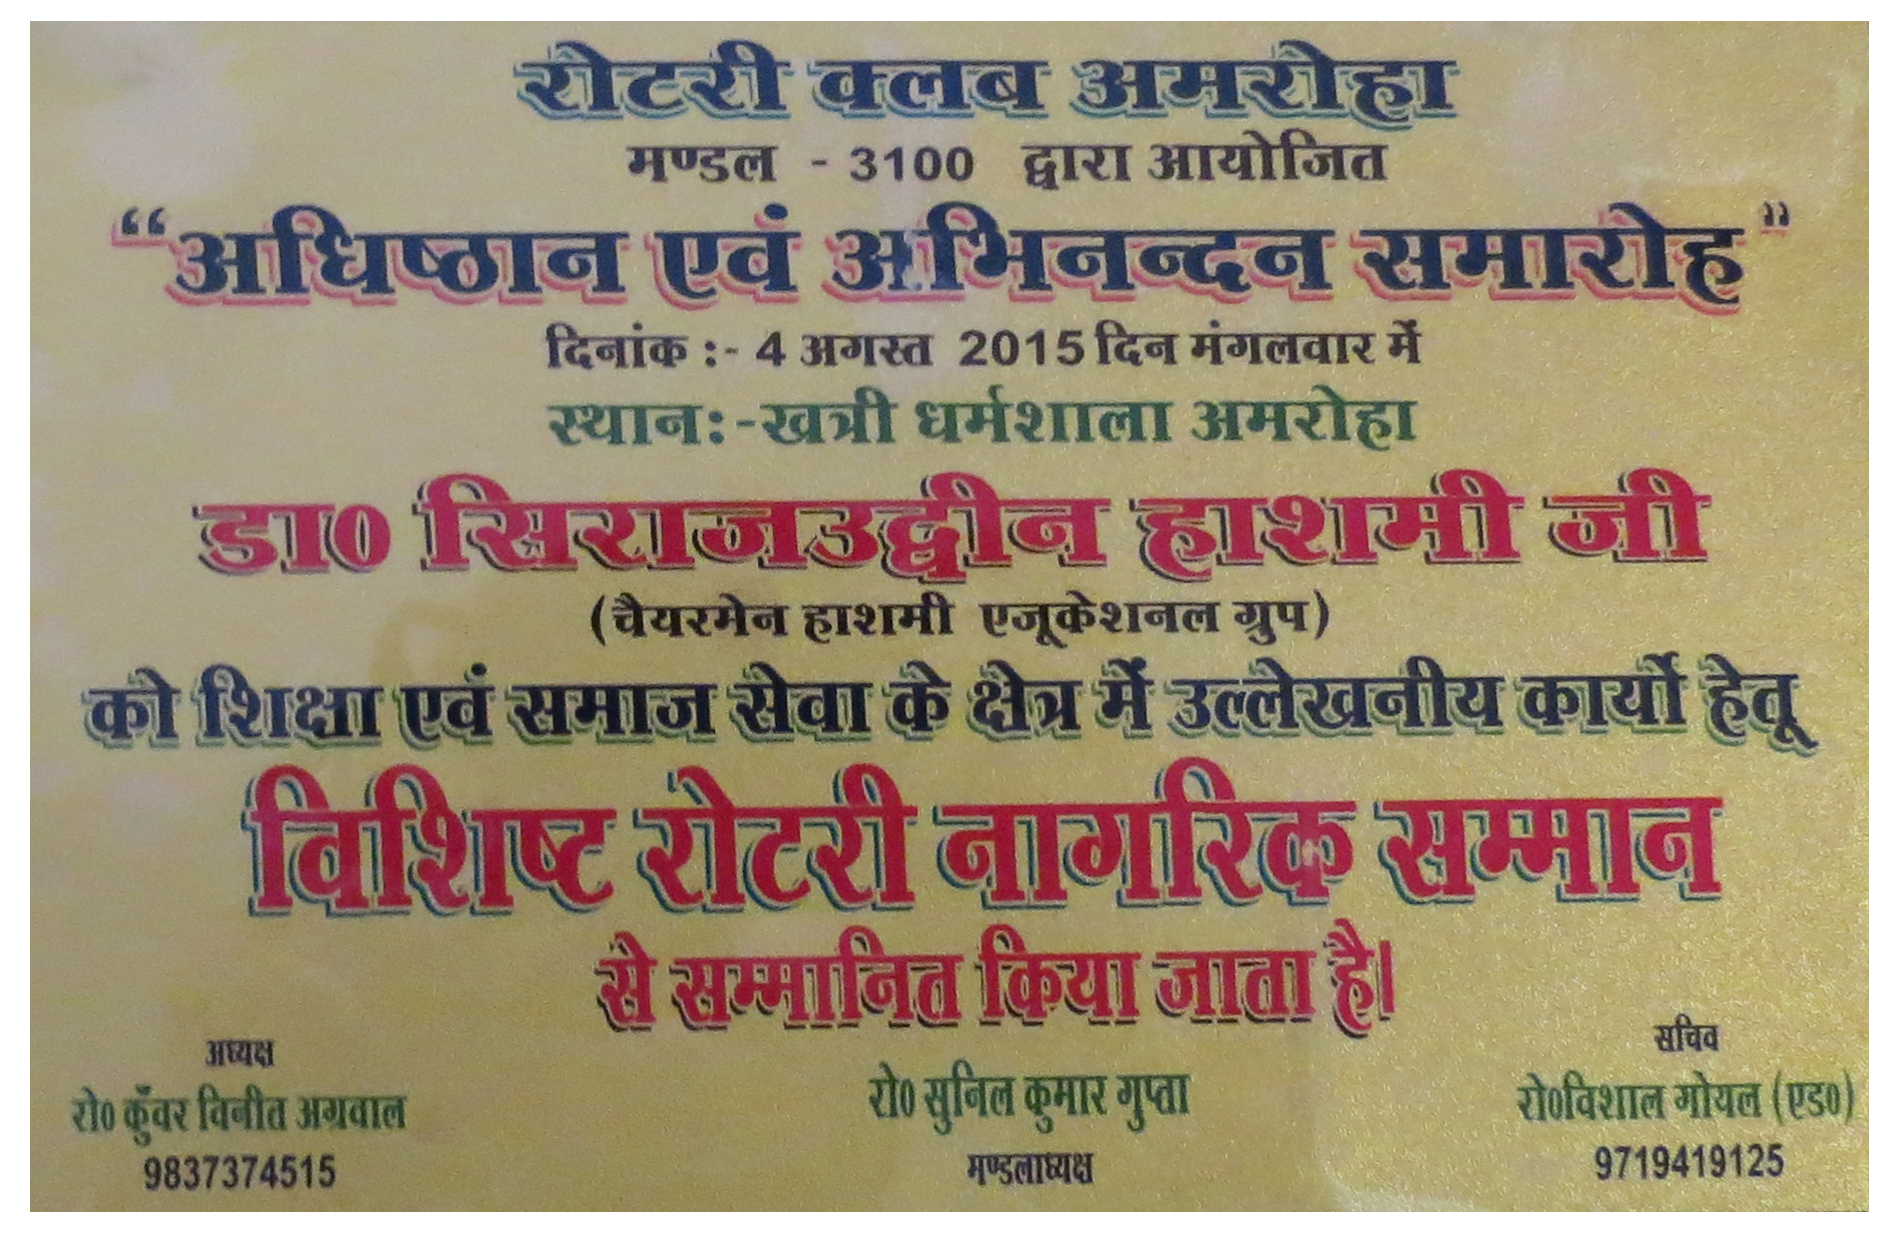 रोटरी क्लब अमरोहा
मण्डल - 3100 द्वारा आयोजित
“अधिष्ठान एवं अभिनन्दन समारोह”
दिनांक :- 4 अगस्त 2015 दिन मंगलवार में
स्थान:-खत्री धर्मशाला अमरोहा
डा० सिराजउद्दीन हाशमी जी
(चैयरमेन हाशमी एजूकेशनल ग्रुप)
को शिक्षा एवं समाज सेवा के क्षेत्र में उल्लेखनीय कार्यो हेतू
विशिष्ट रोटरी नागरिक सम्मान
से सम्मानित किया जाता है।
अध्यक्ष
रो० कुँवर विनीत अग्रवाल
9837374515
रो० सुनिल कुमार गुप्ता
मण्डलाध्यक्ष
सचिव
रो०विशाल गोयल (एड०)
9719419125